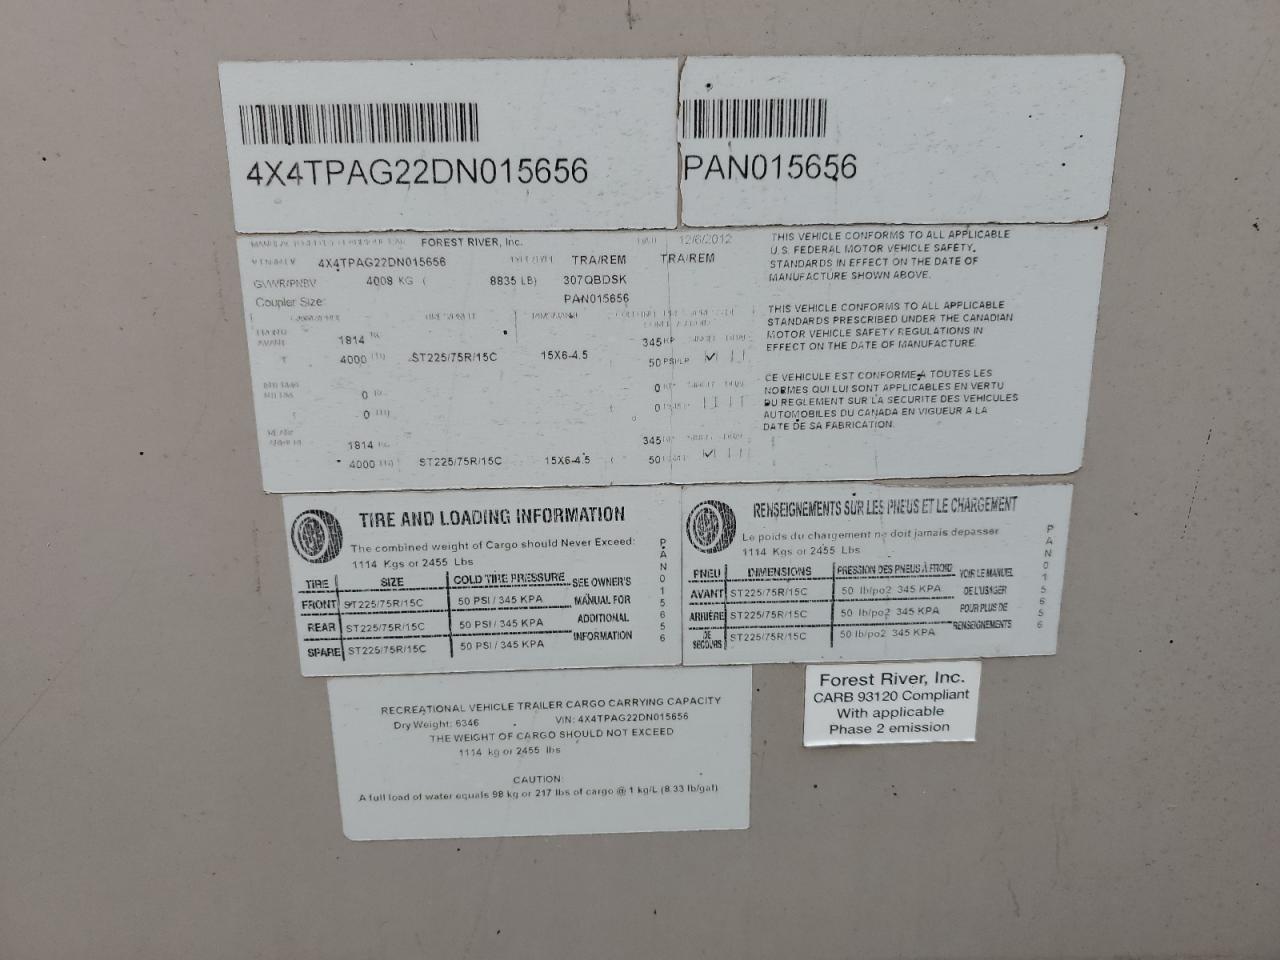 4X4TPAG22DN015656
PAN015656
FOREST RIVER, Inc.
12/6/2012
4X4TPAG22DN015656 TRA/REM TRA/REM
GVWR/PNBV 4008 KG ( 8835 LB) 307QBDSK
Coupler Size: PAN015656
1814 345
4000 ST225/75R/15C 15X6-4.5 50
0 0
0 0
1814 345
4000 ST225/75R/15C 15X6-4.5 50
THIS VEHICLE CONFORMS TO ALL APPLICABLE
U.S. FEDERAL MOTOR VEHICLE SAFETY.
STANDARDS IN EFFECT ON THE DATE OF
MANUFACTURE SHOWN ABOVE.
THIS VEHICLE CONFORMS TO ALL APPLICABLE
STANDARDS PRESCRIBED UNDER THE CANADIAN
MOTOR VEHICLE SAFETY REGULATIONS IN
EFFECT ON THE DATE OF MANUFACTURE.
CE VEHICULE EST CONFORME A TOUTES LES
NORMES QUI LUI SONT APPLICABLES EN VERTU
DU REGLEMENT SUR LA SECURITE DES VEHICULES
AUTOMOBILES DU CANADA EN VIGUEUR A LA
DATE DE SA FABRICATION.
TIRE AND LOADING INFORMATION
The combined weight of Cargo should Never Exceed:
1114 Kgs or 2455 Lbs
TIRE SIZE COLD TIRE PRESSURE SEE OWNER'S
FRONT ST225/75R/15C 50 PSI / 345 KPA MANUAL FOR
REAR ST225/75R/15C 50 PSI / 345 KPA ADDITIONAL
SPARE ST225/75R/15C 50 PSI / 345 KPA INFORMATION
PAN015656
RENSEIGNEMENTS SUR LES PNEUS ET LE CHARGEMENT
Le poids du chargement ne doit jamais depasser
1114 Kgs or 2455 Lbs
PNEU DIMENSIONS PRESSION DES PNEUS À FROID VOIR LE MANUEL
AVANT ST225/75R/15C 50 lb/po2 345 KPA DE L'USAGER
ARRIÈRE ST225/75R/15C 50 lb/po2 345 KPA POUR PLUS DE
DE SECOURS ST225/75R/15C 50 lb/po2 345 KPA RENSEIGNEMENTS
PAN015656
RECREATIONAL VEHICLE TRAILER CARGO CARRYING CAPACITY
Dry Weight: 6346 VIN: 4X4TPAG22DN015656
THE WEIGHT OF CARGO SHOULD NOT EXCEED
1114 kg or 2455 lbs
CAUTION:
A full load of water equals 98 kg or 217 lbs of cargo @ 1 kg/L (8.33 lb/gal)
Forest River, Inc.
CARB 93120 Compliant
With applicable
Phase 2 emission